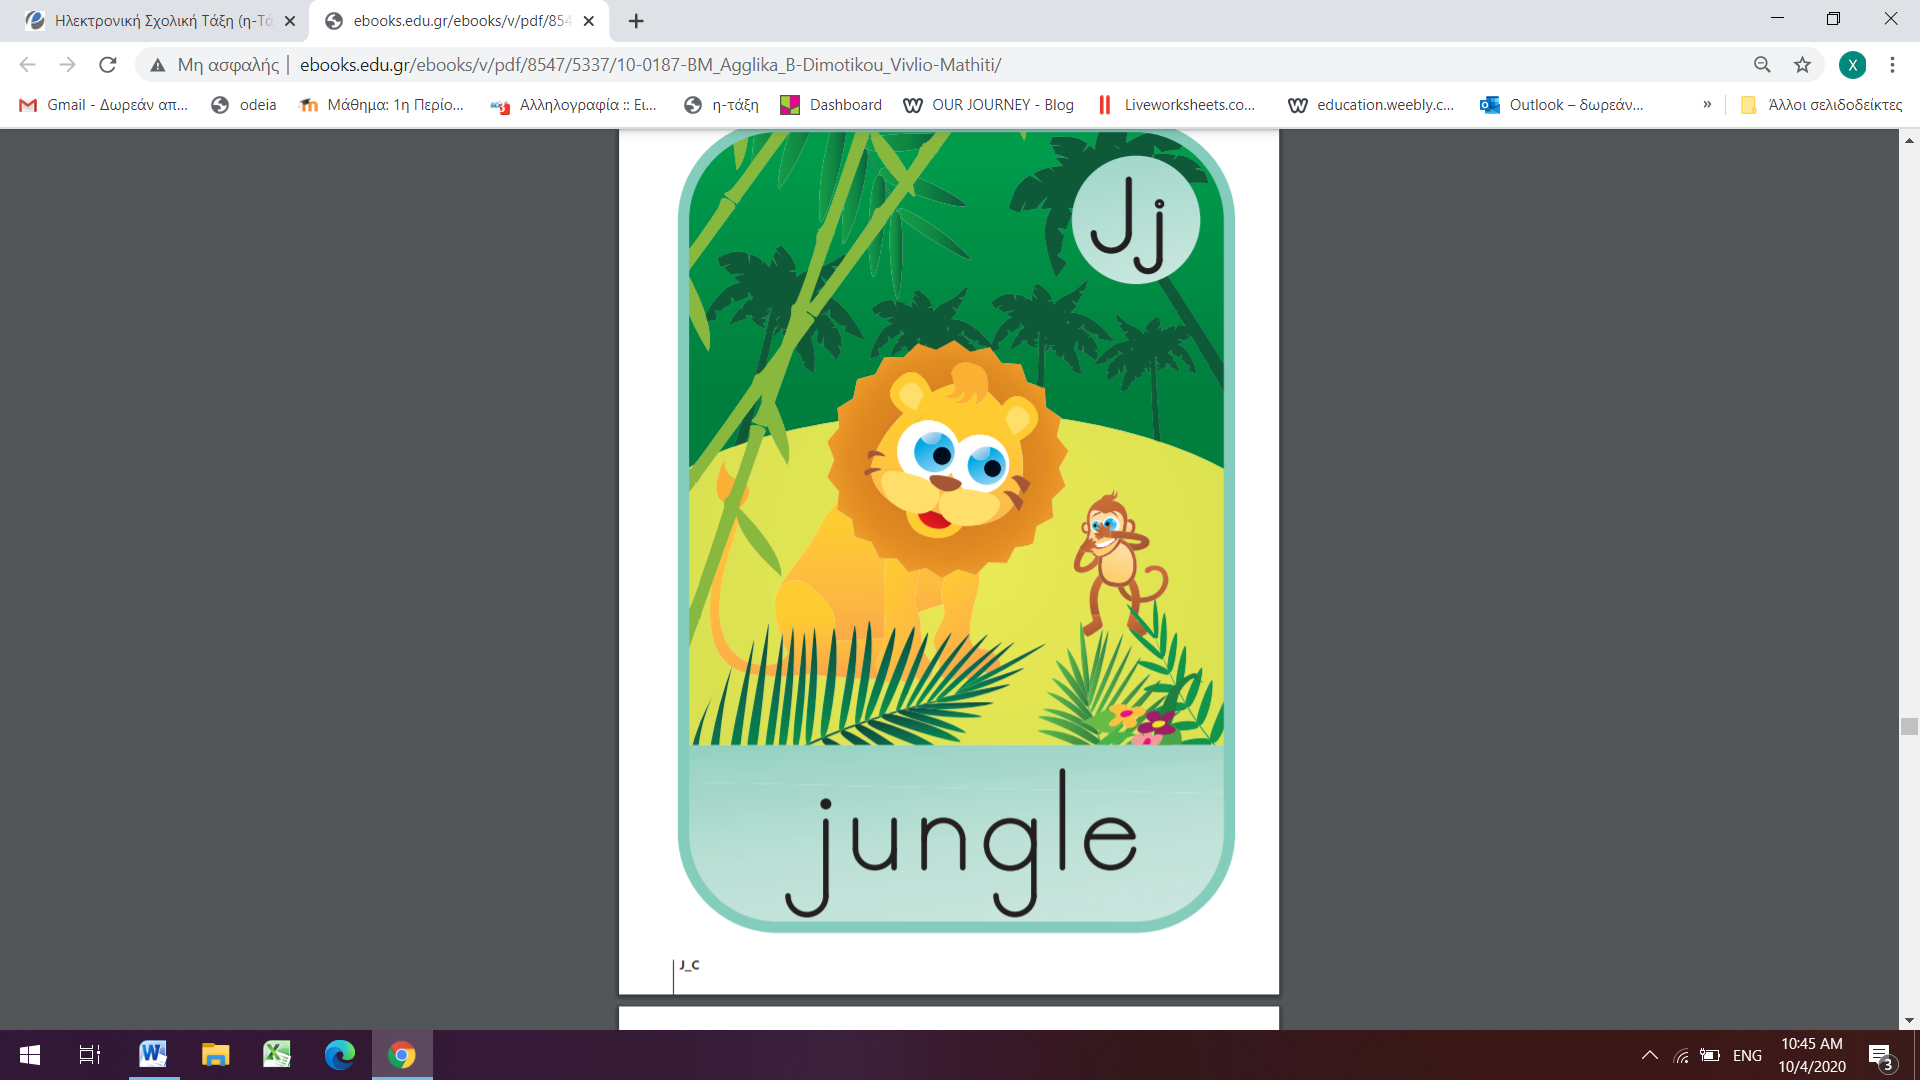 Ηλεκτρονική Σχολική Τάξη (η-Τά
ebooks.edu.gr/ebooks/v/pdf/854
Μη ασφαλής | ebooks.edu.gr/ebooks/v/pdf/8547/5337/10-0187-BM_Agglika_B-Dimotikou_Vivlio-Mathiti/
X
Gmail - Δωρεάν απ... odeia Μάθημα: 1η Περίο... Αλληλογραφία :: Ει... η-τάξη Dashboard OUR JOURNEY - Blog Liveworksheets.co... education.weebly.c... Outlook – δωρεάν... » Άλλοι σελιδοδείκτες
Jj
jungle
J_C
ENG
10:45 AM
10/4/2020
3